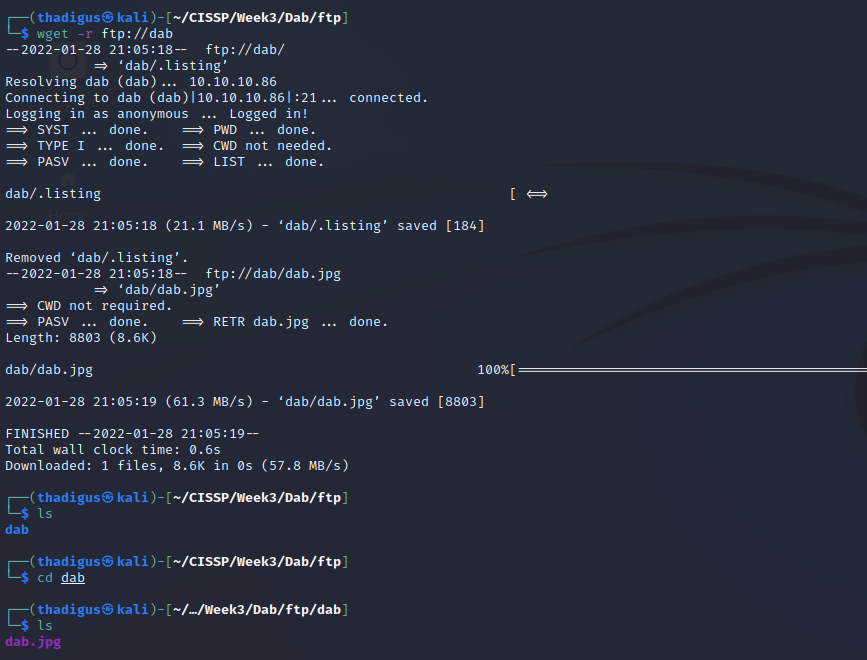 ┌──(thadigus㉿kali)-[~/CISSP/Week3/Dab/ftp]
└─$ wget -r ftp://dab
--2022-01-28 21:05:18--  ftp://dab/
           => ‘dab/.listing’
Resolving dab (dab)... 10.10.10.86
Connecting to dab (dab)|10.10.10.86|:21... connected.
Logging in as anonymous ... Logged in!
==> SYST ... done.    ==> PWD ... done.
==> TYPE I ... done.  ==> CWD not needed.
==> PASV ... done.    ==> LIST ... done.
dab/.listing                                                   [ <=>
2022-01-28 21:05:18 (21.1 MB/s) - ‘dab/.listing’ saved [184]
Removed ‘dab/.listing’.
--2022-01-28 21:05:18--  ftp://dab/dab.jpg
           => ‘dab/dab.jpg’
==> CWD not required.
==> PASV ... done.    ==> RETR dab.jpg ... done.
Length: 8803 (8.6K)
dab/dab.jpg                                                100%[============================================
2022-01-28 21:05:19 (61.3 MB/s) - ‘dab/dab.jpg’ saved [8803]
FINISHED --2022-01-28 21:05:19--
Total wall clock time: 0.6s
Downloaded: 1 files, 8.6K in 0s (57.8 MB/s)
┌──(thadigus㉿kali)-[~/CISSP/Week3/Dab/ftp]
└─$ ls
dab
┌──(thadigus㉿kali)-[~/CISSP/Week3/Dab/ftp]
└─$ cd dab
┌──(thadigus㉿kali)-[~/…/Week3/Dab/ftp/dab]
└─$ ls
dab.jpg